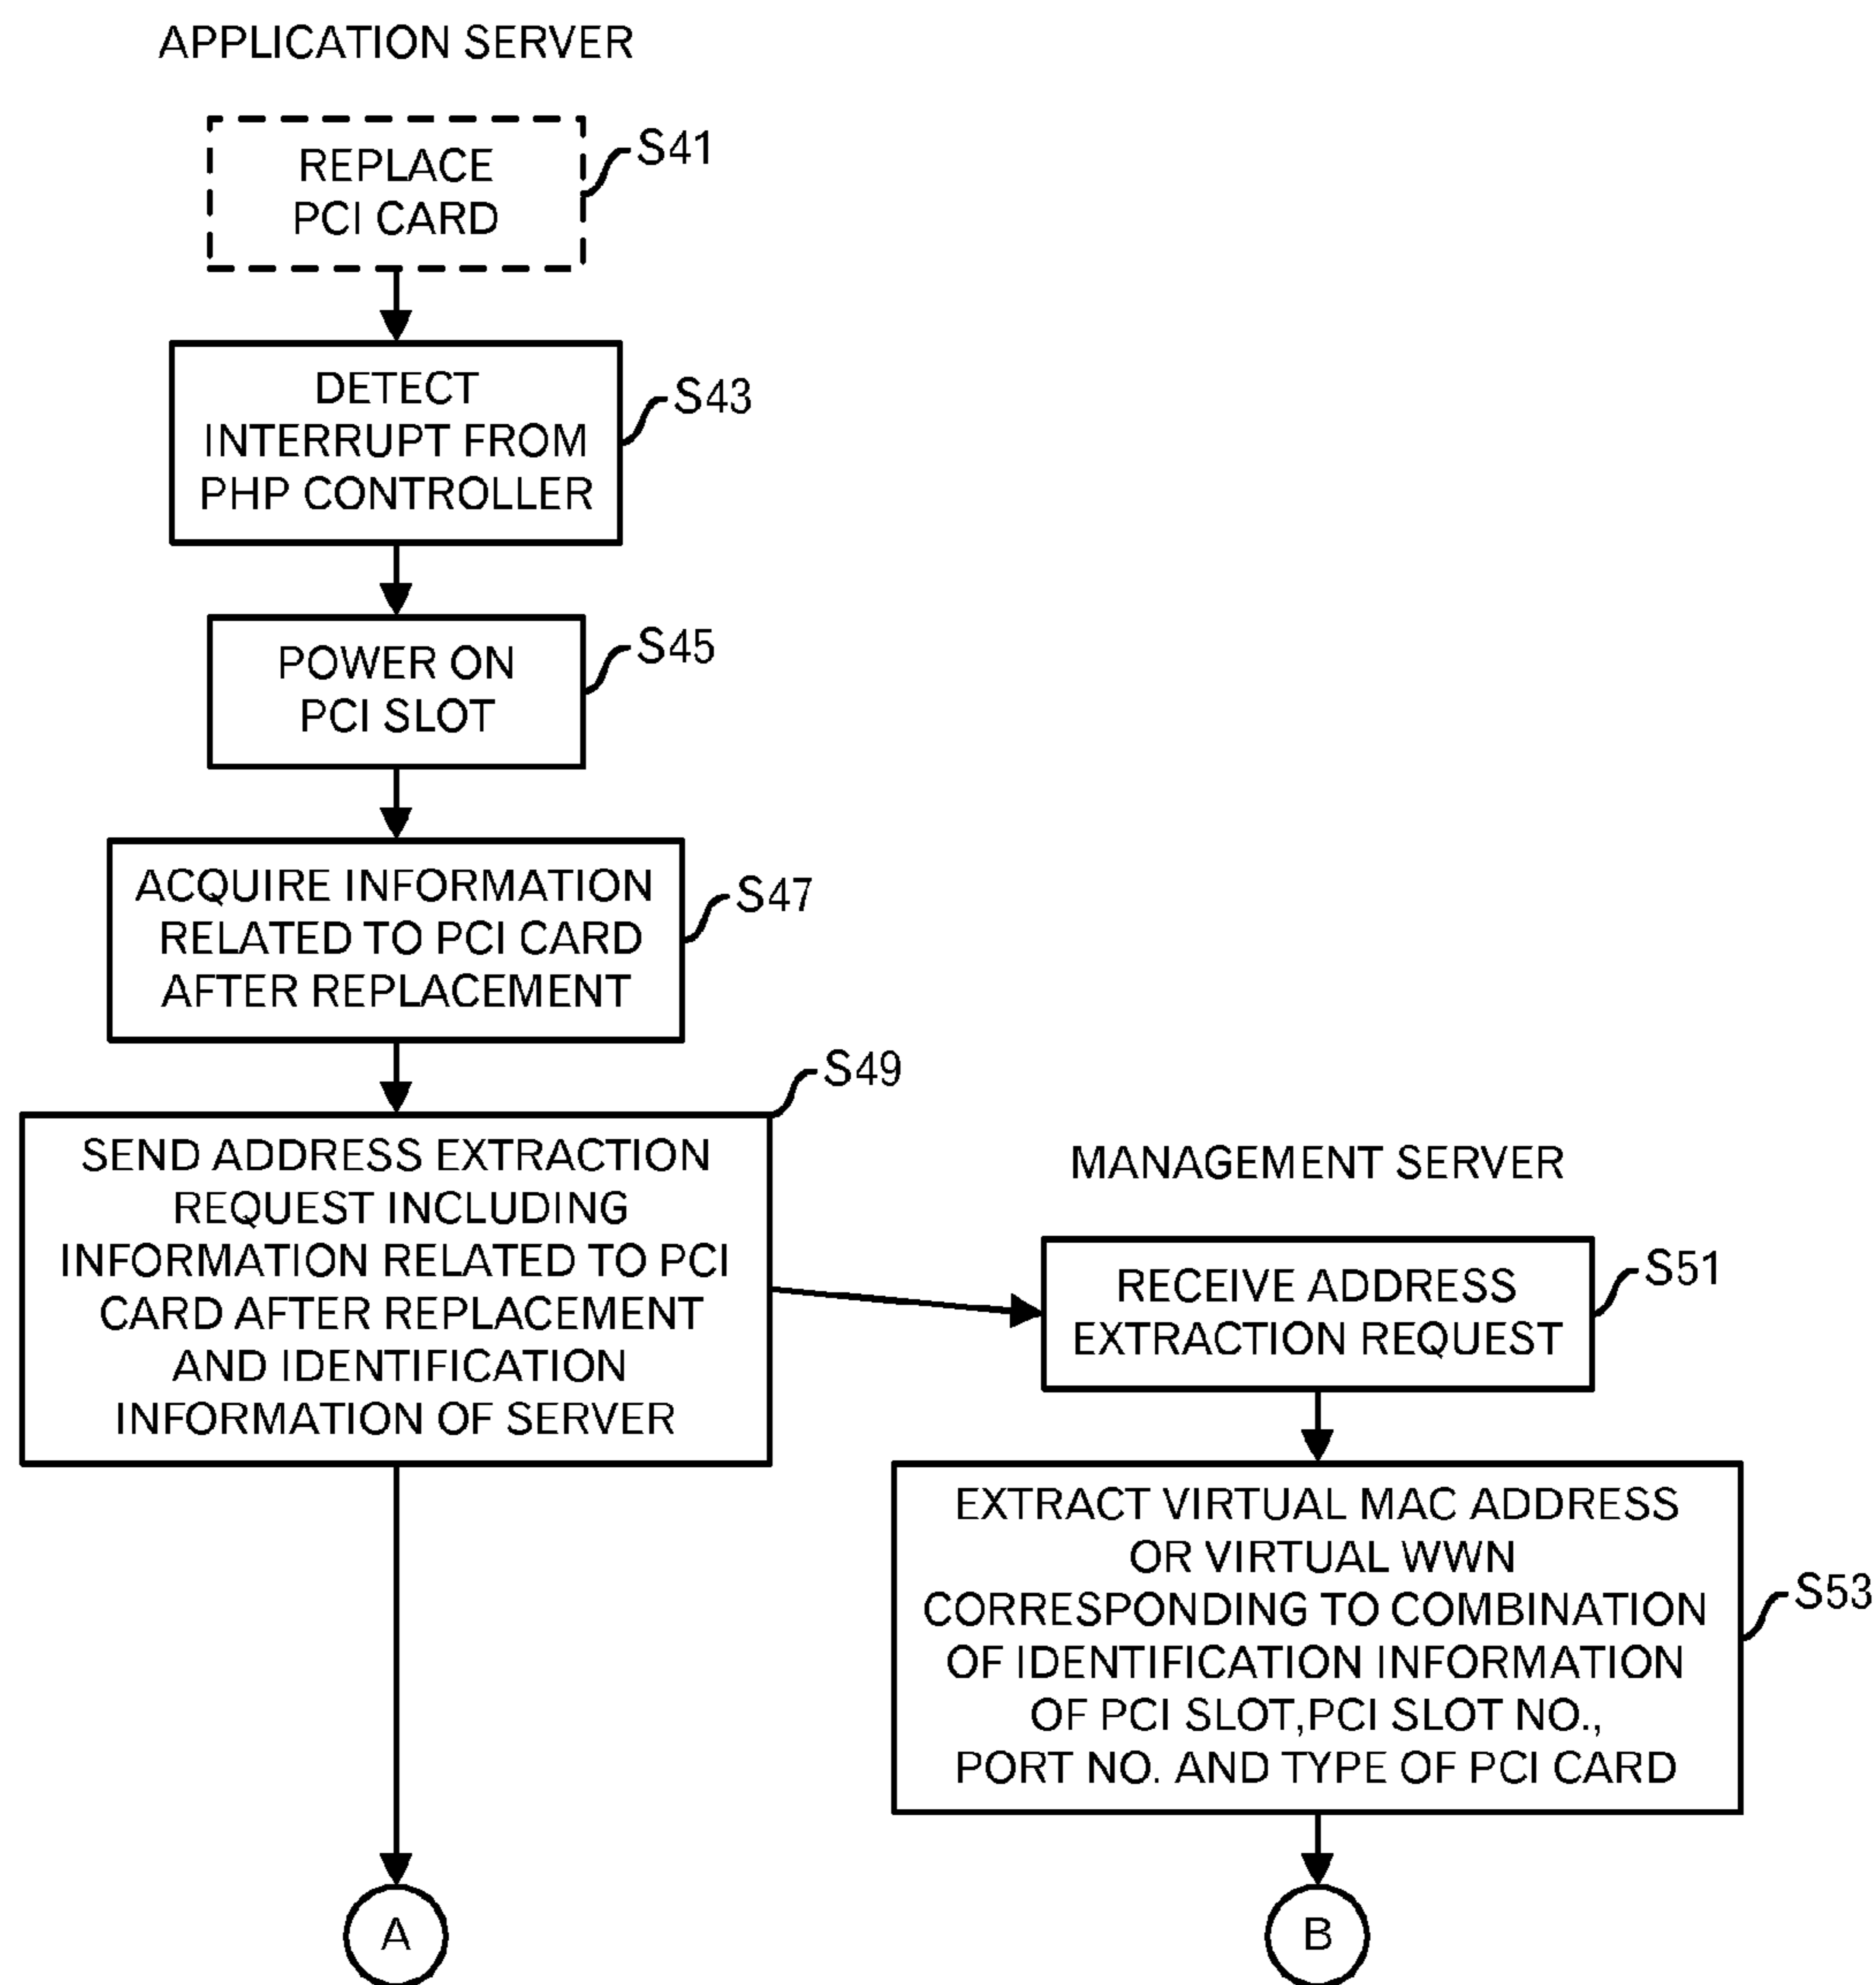 APPLICATION SERVER
REPLACE
PCI CARD
S41
DETECT
INTERRUPT FROM
PHP CONTROLLER
S43
POWER ON
PCI SLOT
S45
ACQUIRE INFORMATION
RELATED TO PCI CARD
AFTER REPLACEMENT
S47
SEND ADDRESS EXTRACTION
REQUEST INCLUDING
INFORMATION RELATED TO PCI
CARD AFTER REPLACEMENT
AND IDENTIFICATION
INFORMATION OF SERVER
S49
MANAGEMENT SERVER
RECEIVE ADDRESS
EXTRACTION REQUEST
S51
EXTRACT VIRTUAL MAC ADDRESS
OR VIRTUAL WWN
CORRESPONDING TO COMBINATION
OF IDENTIFICATION INFORMATION
OF PCI SLOT,PCI SLOT NO.,
PORT NO. AND TYPE OF PCI CARD
S53
A
B